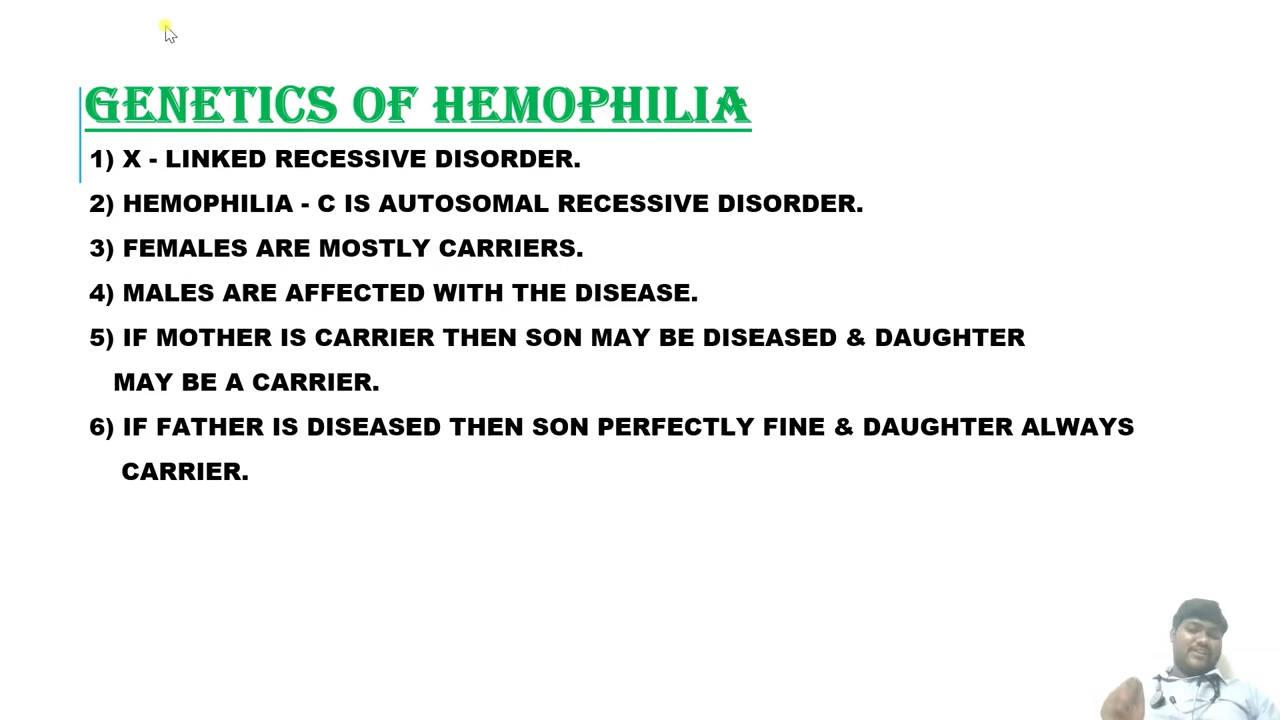 GENETICS OF HEMOPHILIA
1) X - LINKED RECESSIVE DISORDER.
2) HEMOPHILIA - C IS AUTOSOMAL RECESSIVE DISORDER.
3) FEMALES ARE MOSTLY CARRIERS.
4) MALES ARE AFFECTED WITH THE DISEASE.
5) IF MOTHER IS CARRIER THEN SON MAY BE DISEASED & DAUGHTER
MAY BE A CARRIER.
6) IF FATHER IS DISEASED THEN SON PERFECTLY FINE & DAUGHTER ALWAYS
CARRIER.